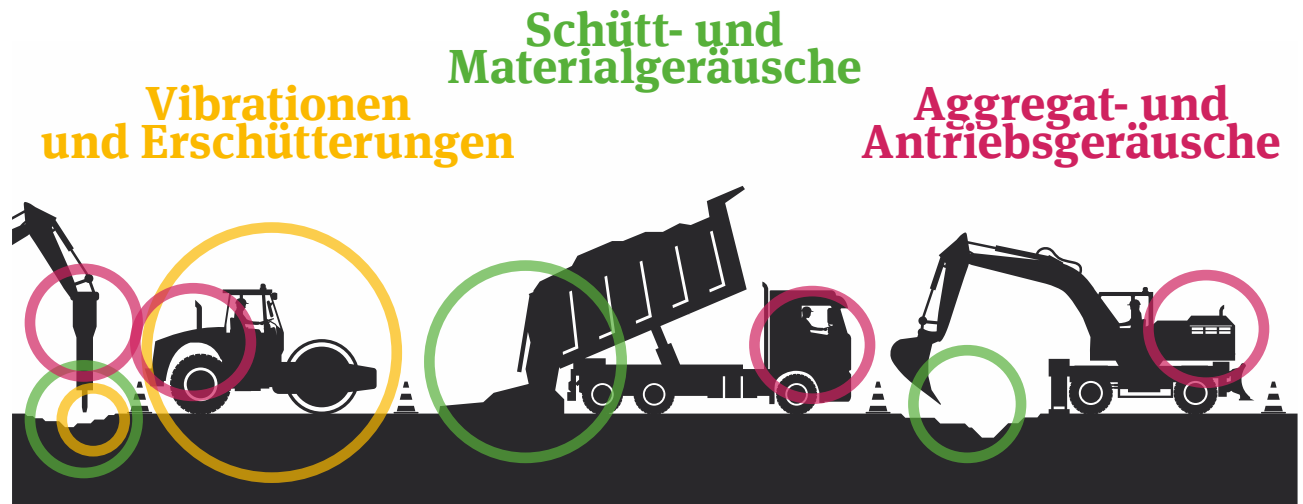 Schütt- und
Materialgeräusche
Vibrationen
und Erschütterungen
Aggregat- und
Antriebsgeräusche